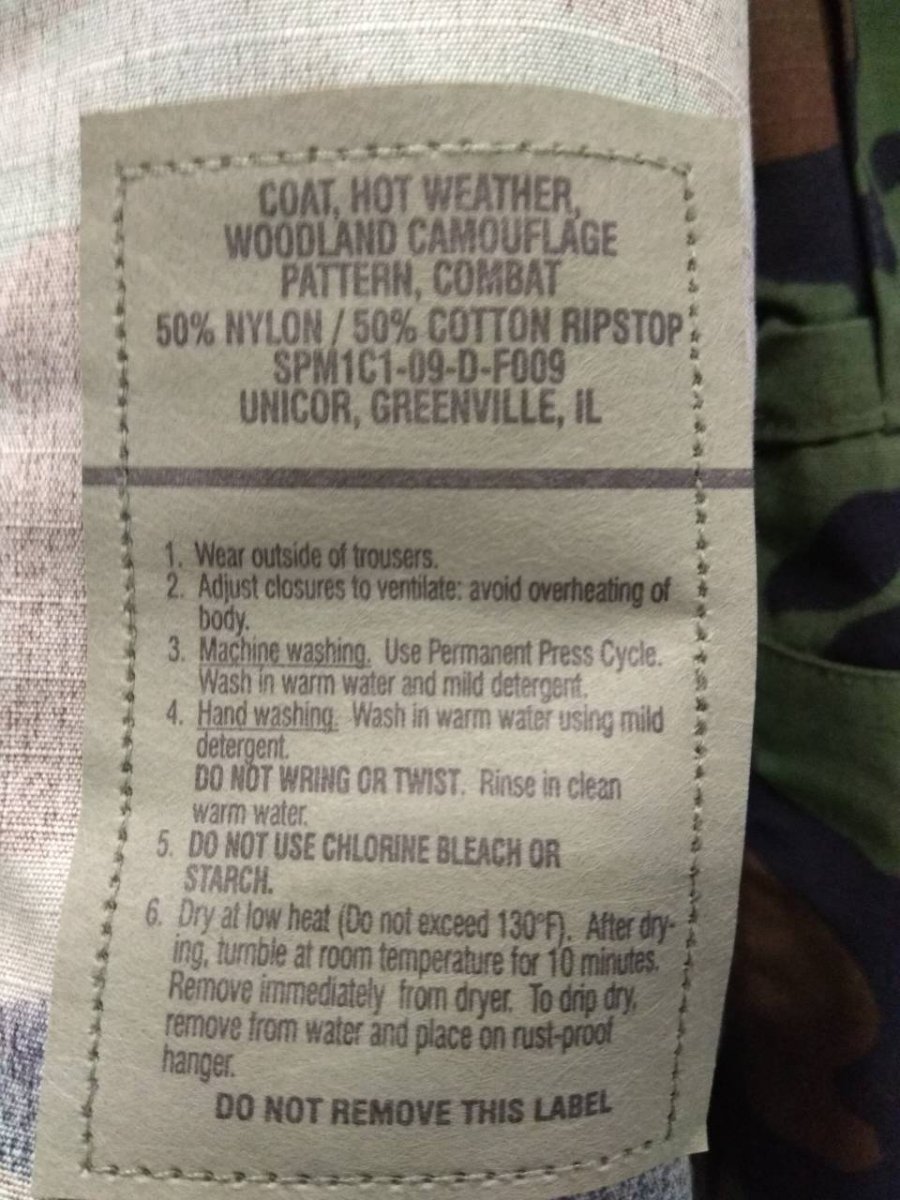 COAT, HOT WEATHER,
WOODLAND CAMOUFLAGE
PATTERN, COMBAT
50% NYLON / 50% COTTON RIPSTOP
SPM1C1-09-D-F009
UNICOR, GREENVILLE, IL
1. Wear outside of trousers.
2. Adjust closures to ventilate: avoid overheating of
body.
3. Machine washing. Use Permanent Press Cycle.
Wash in warm water and mild detergent.
4. Hand washing. Wash in warm water using mild
detergent.
DO NOT WRING OR TWIST. Rinse in clean
warm water.
5. DO NOT USE CHLORINE BLEACH OR
STARCH.
6. Dry at low heat (Do not exceed 130°F). After dry-
ing, tumble at room temperature for 10 minutes.
Remove immediately from dryer. To drip dry,
remove from water and place on rust-proof
hanger.
DO NOT REMOVE THIS LABEL